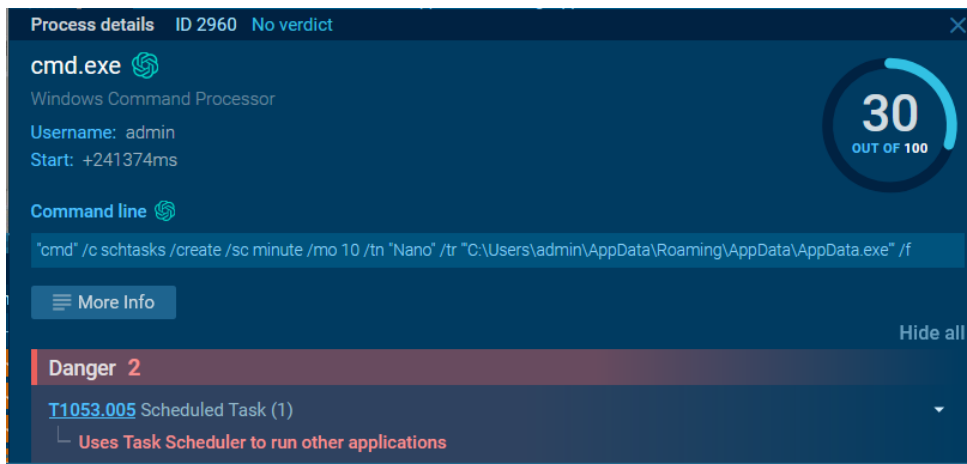 Process details ID 2960 No verdict
cmd.exe
Windows Command Processor
Username: admin
Start: +241374ms
30
OUT OF 100
Command line
"cmd" /c schtasks /create /sc minute /mo 10 /tn "Nano" /tr "'C:\Users\admin\AppData\Roaming\AppData\AppData.exe'" /f
More Info
Hide all
Danger 2
T1053.005 Scheduled Task (1)
Uses Task Scheduler to run other applications